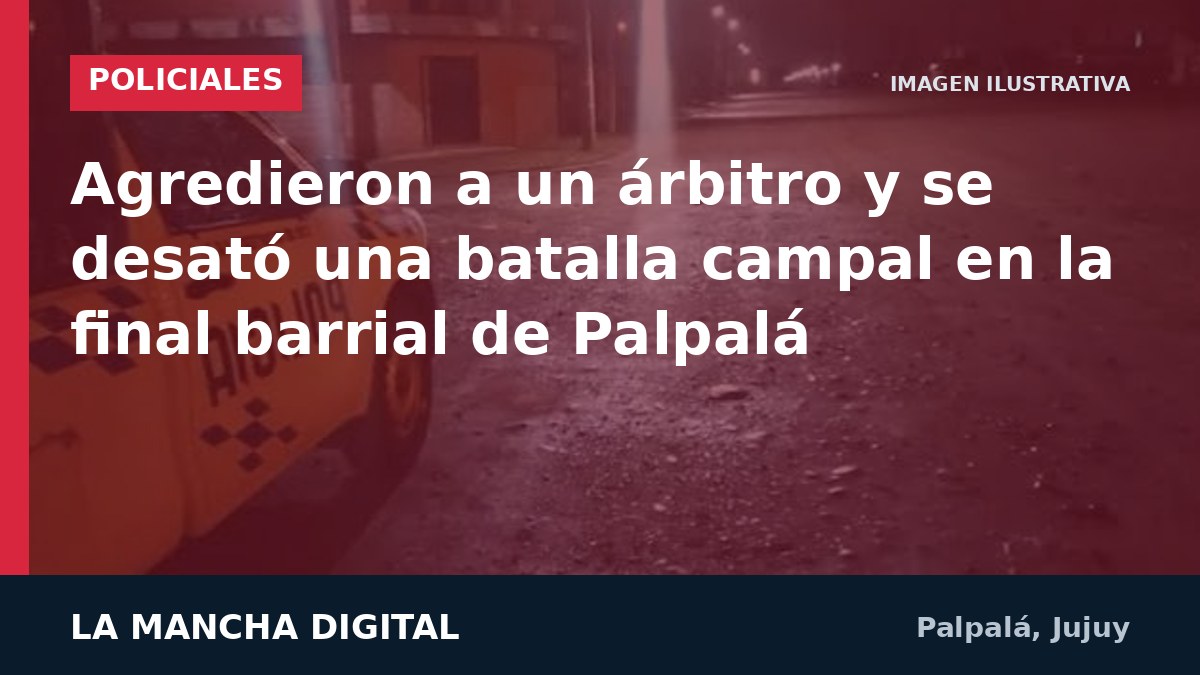 POLICIALES
IMAGEN ILUSTRATIVA
Agredieron a un árbitro y se
desató una batalla campal en la
final barrial de Palpalá
LA MANCHA DIGITAL
Palpalá, Jujuy